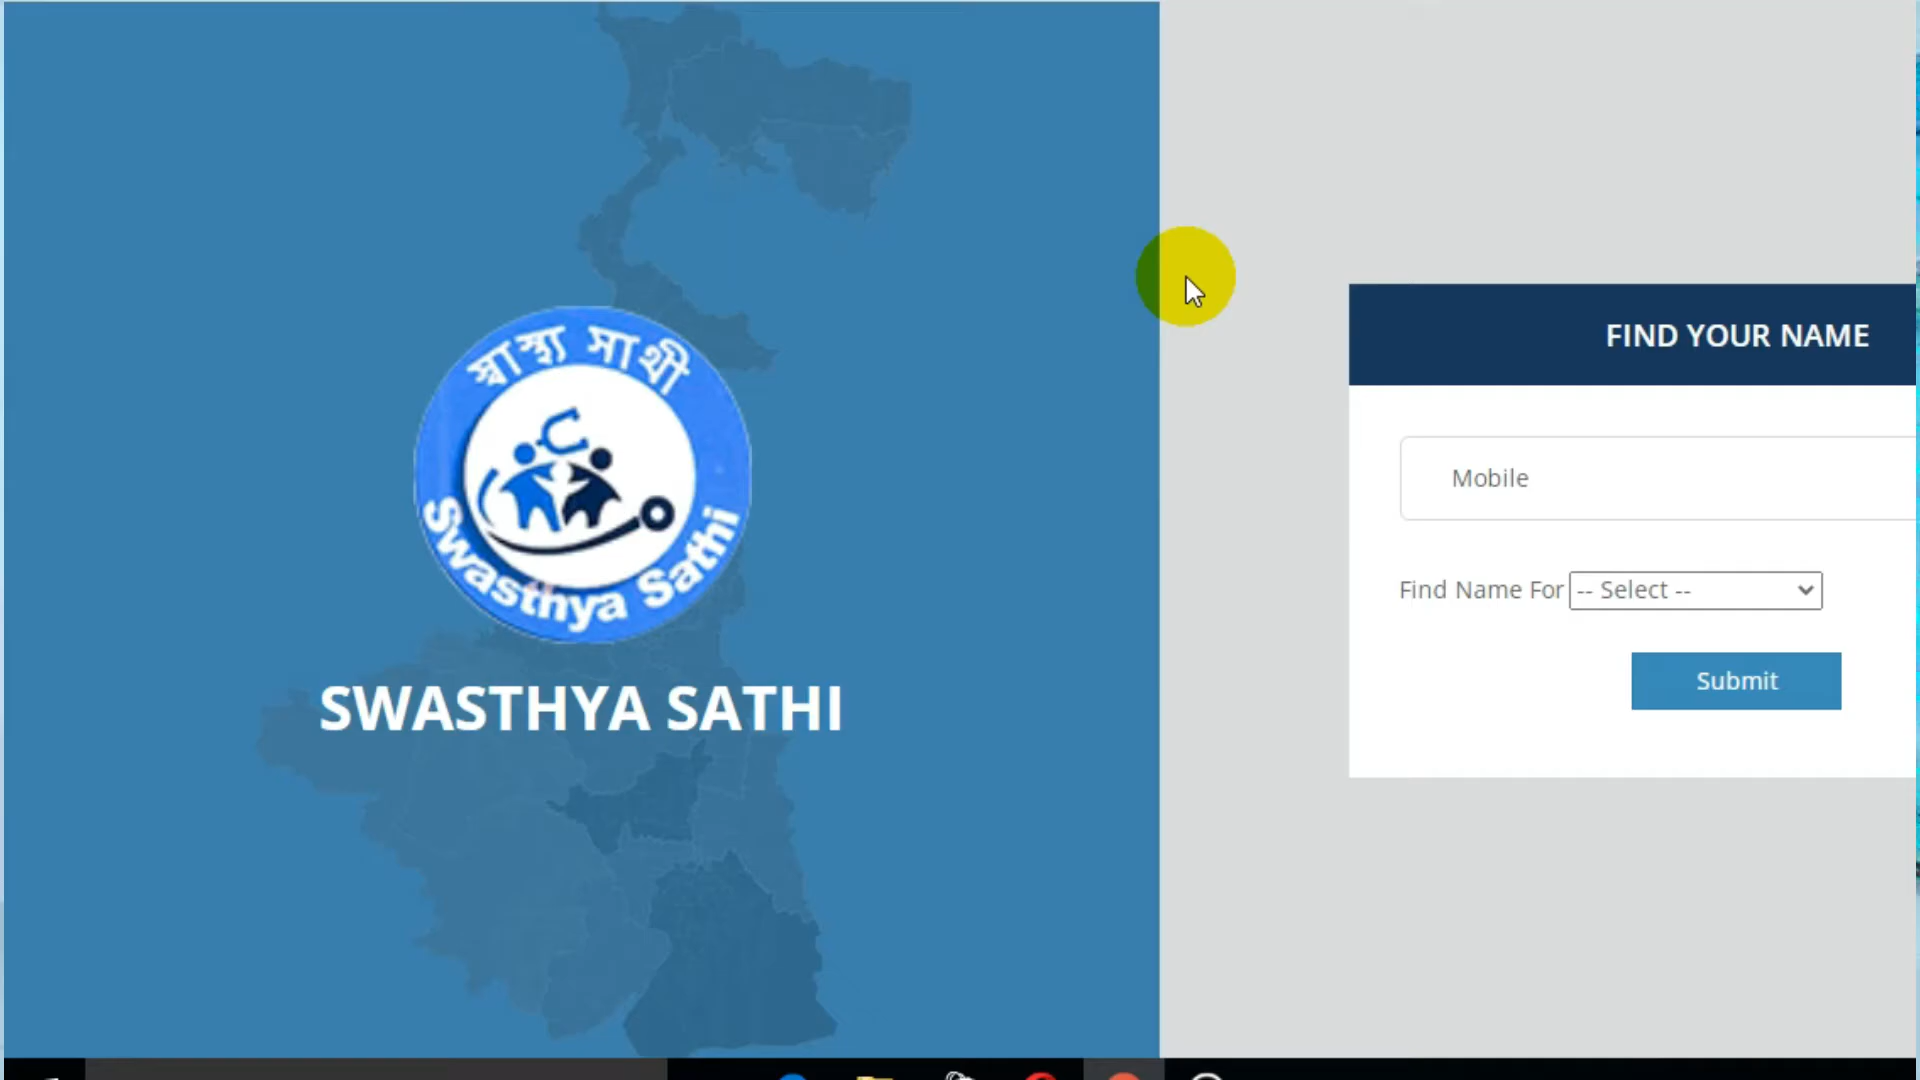 স্বাস্থ্য সাথী
Swasthya Sathi
SWASTHYA SATHI
FIND YOUR NAME
Mobile
Find Name For -- Select --
Submit